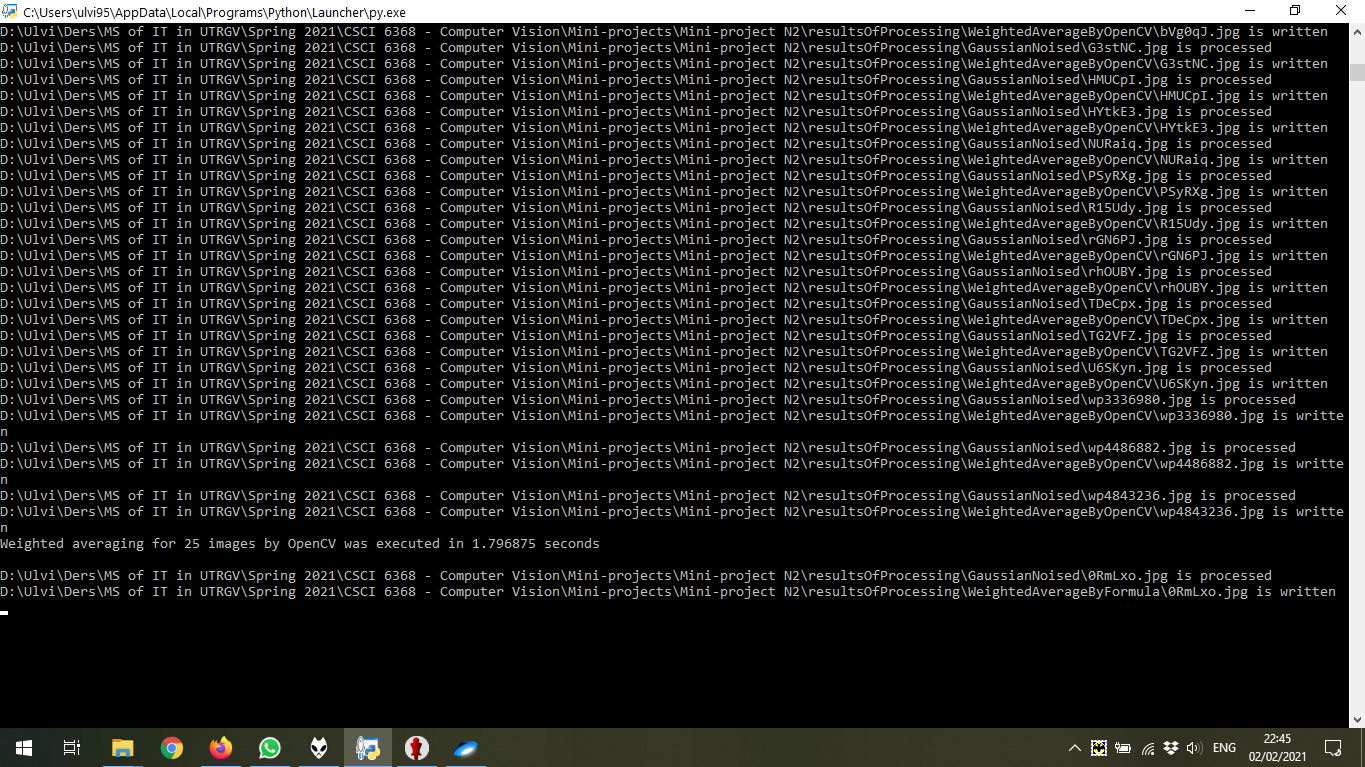 C:\Users\ulvi95\AppData\Local\Programs\Python\Launcher\py.exe
D:\Ulvi\Ders\MS of IT in UTRGV\Spring 2021\CSCI 6368 - Computer Vision\Mini-projects\Mini-project N2\resultsOfProcessing\WeightedAverageByOpenCV\bVg0qJ.jpg is written
D:\Ulvi\Ders\MS of IT in UTRGV\Spring 2021\CSCI 6368 - Computer Vision\Mini-projects\Mini-project N2\resultsOfProcessing\GaussianNoised\G3stNC.jpg is processed
D:\Ulvi\Ders\MS of IT in UTRGV\Spring 2021\CSCI 6368 - Computer Vision\Mini-projects\Mini-project N2\resultsOfProcessing\WeightedAverageByOpenCV\G3stNC.jpg is written
D:\Ulvi\Ders\MS of IT in UTRGV\Spring 2021\CSCI 6368 - Computer Vision\Mini-projects\Mini-project N2\resultsOfProcessing\GaussianNoised\HMUCpI.jpg is processed
D:\Ulvi\Ders\MS of IT in UTRGV\Spring 2021\CSCI 6368 - Computer Vision\Mini-projects\Mini-project N2\resultsOfProcessing\WeightedAverageByOpenCV\HMUCpI.jpg is written
D:\Ulvi\Ders\MS of IT in UTRGV\Spring 2021\CSCI 6368 - Computer Vision\Mini-projects\Mini-project N2\resultsOfProcessing\GaussianNoised\HYtkE3.jpg is processed
D:\Ulvi\Ders\MS of IT in UTRGV\Spring 2021\CSCI 6368 - Computer Vision\Mini-projects\Mini-project N2\resultsOfProcessing\WeightedAverageByOpenCV\HYtkE3.jpg is written
D:\Ulvi\Ders\MS of IT in UTRGV\Spring 2021\CSCI 6368 - Computer Vision\Mini-projects\Mini-project N2\resultsOfProcessing\GaussianNoised\NURaiq.jpg is processed
D:\Ulvi\Ders\MS of IT in UTRGV\Spring 2021\CSCI 6368 - Computer Vision\Mini-projects\Mini-project N2\resultsOfProcessing\WeightedAverageByOpenCV\NURaiq.jpg is written
D:\Ulvi\Ders\MS of IT in UTRGV\Spring 2021\CSCI 6368 - Computer Vision\Mini-projects\Mini-project N2\resultsOfProcessing\GaussianNoised\PSyRXg.jpg is processed
D:\Ulvi\Ders\MS of IT in UTRGV\Spring 2021\CSCI 6368 - Computer Vision\Mini-projects\Mini-project N2\resultsOfProcessing\WeightedAverageByOpenCV\PSyRXg.jpg is written
D:\Ulvi\Ders\MS of IT in UTRGV\Spring 2021\CSCI 6368 - Computer Vision\Mini-projects\Mini-project N2\resultsOfProcessing\GaussianNoised\R15Udy.jpg is processed
D:\Ulvi\Ders\MS of IT in UTRGV\Spring 2021\CSCI 6368 - Computer Vision\Mini-projects\Mini-project N2\resultsOfProcessing\WeightedAverageByOpenCV\R15Udy.jpg is written
D:\Ulvi\Ders\MS of IT in UTRGV\Spring 2021\CSCI 6368 - Computer Vision\Mini-projects\Mini-project N2\resultsOfProcessing\GaussianNoised\rGN6PJ.jpg is processed
D:\Ulvi\Ders\MS of IT in UTRGV\Spring 2021\CSCI 6368 - Computer Vision\Mini-projects\Mini-project N2\resultsOfProcessing\WeightedAverageByOpenCV\rGN6PJ.jpg is written
D:\Ulvi\Ders\MS of IT in UTRGV\Spring 2021\CSCI 6368 - Computer Vision\Mini-projects\Mini-project N2\resultsOfProcessing\GaussianNoised\rhOUBY.jpg is processed
D:\Ulvi\Ders\MS of IT in UTRGV\Spring 2021\CSCI 6368 - Computer Vision\Mini-projects\Mini-project N2\resultsOfProcessing\WeightedAverageByOpenCV\rhOUBY.jpg is written
D:\Ulvi\Ders\MS of IT in UTRGV\Spring 2021\CSCI 6368 - Computer Vision\Mini-projects\Mini-project N2\resultsOfProcessing\GaussianNoised\TDeCpx.jpg is processed
D:\Ulvi\Ders\MS of IT in UTRGV\Spring 2021\CSCI 6368 - Computer Vision\Mini-projects\Mini-project N2\resultsOfProcessing\WeightedAverageByOpenCV\TDeCpx.jpg is written
D:\Ulvi\Ders\MS of IT in UTRGV\Spring 2021\CSCI 6368 - Computer Vision\Mini-projects\Mini-project N2\resultsOfProcessing\GaussianNoised\TG2VFZ.jpg is processed
D:\Ulvi\Ders\MS of IT in UTRGV\Spring 2021\CSCI 6368 - Computer Vision\Mini-projects\Mini-project N2\resultsOfProcessing\WeightedAverageByOpenCV\TG2VFZ.jpg is written
D:\Ulvi\Ders\MS of IT in UTRGV\Spring 2021\CSCI 6368 - Computer Vision\Mini-projects\Mini-project N2\resultsOfProcessing\GaussianNoised\U6SKyn.jpg is processed
D:\Ulvi\Ders\MS of IT in UTRGV\Spring 2021\CSCI 6368 - Computer Vision\Mini-projects\Mini-project N2\resultsOfProcessing\WeightedAverageByOpenCV\U6SKyn.jpg is written
D:\Ulvi\Ders\MS of IT in UTRGV\Spring 2021\CSCI 6368 - Computer Vision\Mini-projects\Mini-project N2\resultsOfProcessing\GaussianNoised\wp3336980.jpg is processed
D:\Ulvi\Ders\MS of IT in UTRGV\Spring 2021\CSCI 6368 - Computer Vision\Mini-projects\Mini-project N2\resultsOfProcessing\WeightedAverageByOpenCV\wp3336980.jpg is writte
n
D:\Ulvi\Ders\MS of IT in UTRGV\Spring 2021\CSCI 6368 - Computer Vision\Mini-projects\Mini-project N2\resultsOfProcessing\GaussianNoised\wp4486882.jpg is processed
D:\Ulvi\Ders\MS of IT in UTRGV\Spring 2021\CSCI 6368 - Computer Vision\Mini-projects\Mini-project N2\resultsOfProcessing\WeightedAverageByOpenCV\wp4486882.jpg is writte
n
D:\Ulvi\Ders\MS of IT in UTRGV\Spring 2021\CSCI 6368 - Computer Vision\Mini-projects\Mini-project N2\resultsOfProcessing\GaussianNoised\wp4843236.jpg is processed
D:\Ulvi\Ders\MS of IT in UTRGV\Spring 2021\CSCI 6368 - Computer Vision\Mini-projects\Mini-project N2\resultsOfProcessing\WeightedAverageByOpenCV\wp4843236.jpg is writte
n
Weighted averaging for 25 images by OpenCV was executed in 1.796875 seconds
D:\Ulvi\Ders\MS of IT in UTRGV\Spring 2021\CSCI 6368 - Computer Vision\Mini-projects\Mini-project N2\resultsOfProcessing\GaussianNoised\0RmLxo.jpg is processed
D:\Ulvi\Ders\MS of IT in UTRGV\Spring 2021\CSCI 6368 - Computer Vision\Mini-projects\Mini-project N2\resultsOfProcessing\WeightedAverageByFormula\0RmLxo.jpg is written
ENG
22:45
02/02/2021